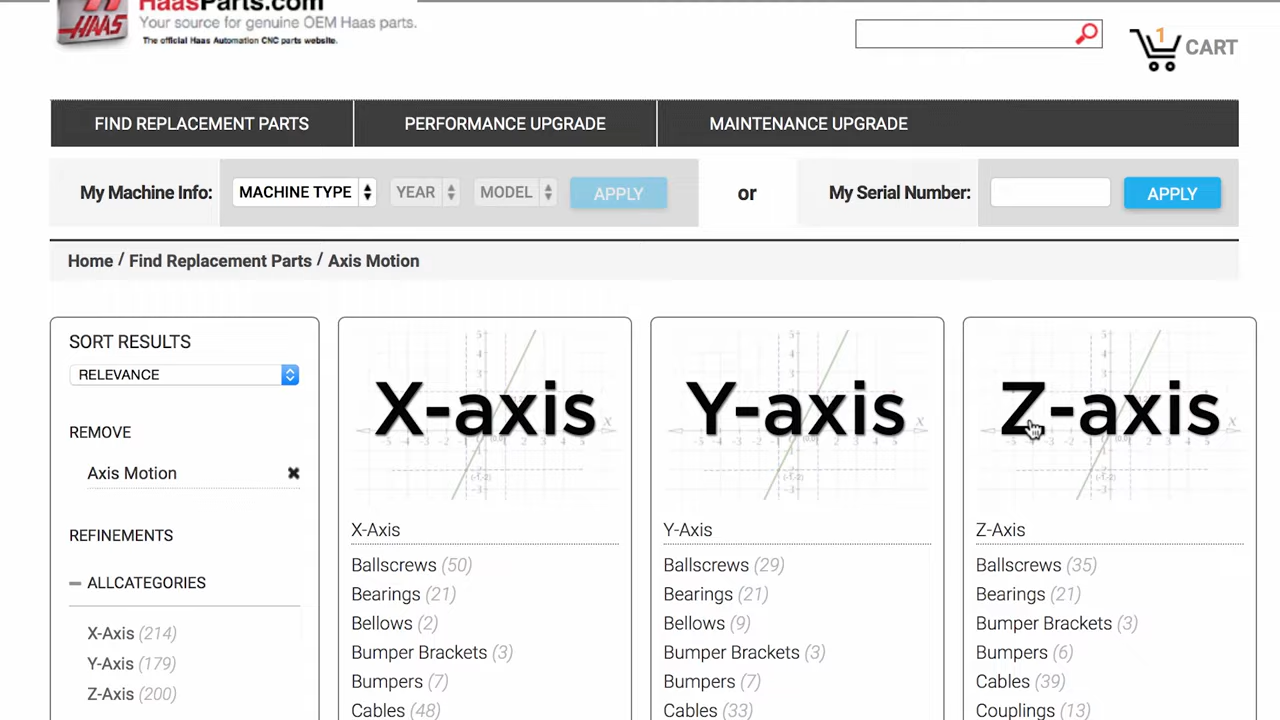 HaasParts.com
HAAS
Your source for genuine OEM Haas parts.
The official Haas Automation CNC parts website.
1
CART
FIND REPLACEMENT PARTS
PERFORMANCE UPGRADE
MAINTENANCE UPGRADE
My Machine Info:
MACHINE TYPE
YEAR
MODEL
APPLY
or
My Serial Number:
APPLY
Home / Find Replacement Parts / Axis Motion
SORT RESULTS
RELEVANCE
REMOVE
Axis Motion
REFINEMENTS
ALLCATEGORIES
X-Axis (214)
Y-Axis (179)
Z-Axis (200)
X-axis
X-Axis
Ballscrews (50)
Bearings (21)
Bellows (2)
Bumper Brackets (3)
Bumpers (7)
Cables (48)
Y-axis
Y-Axis
Ballscrews (29)
Bearings (21)
Bellows (9)
Bumper Brackets (3)
Bumpers (7)
Cables (33)
Z-axis
Z-Axis
Ballscrews (35)
Bearings (21)
Bumper Brackets (3)
Bumpers (6)
Cables (39)
Couplings (13)